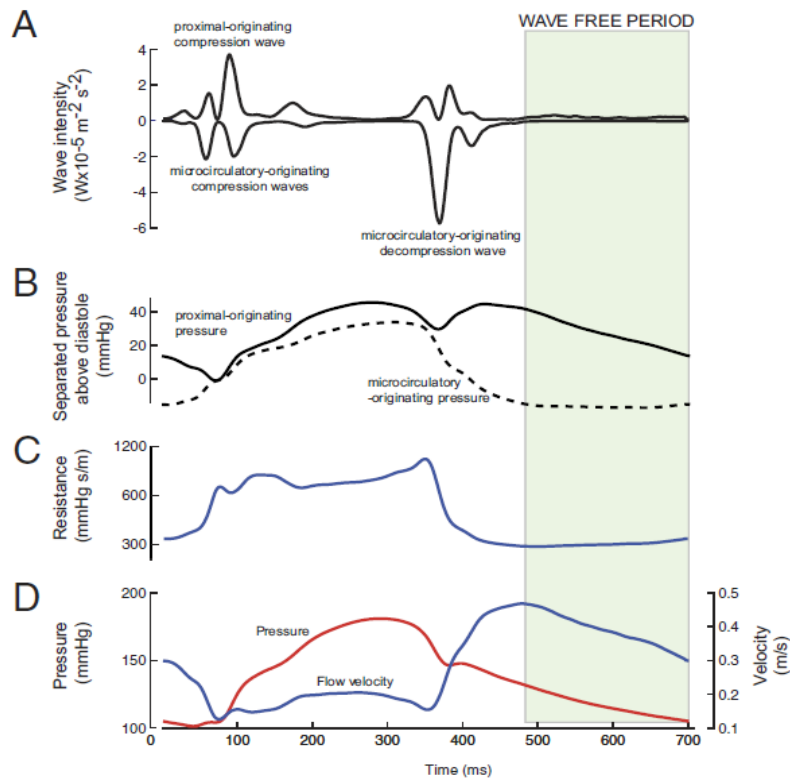 WAVE FREE PERIOD
A
proximal-originating
compression wave
4
2
0
-2
-4
-6
Wave intensity
(Wx10-5 m-2 s-2)
microcirculatory-originating
compression waves
microcirculatory-originating
decompression wave
B
40
20
0
Separated pressure
above diastole
(mmHg)
proximal-originating
pressure
microcirculatory
-originating pressure
C
1200
600
300
Resistance
(mmHg s/m)
D
200
150
100
Pressure
(mmHg)
Pressure
Flow velocity
0.5
0.4
0.3
0.2
0.1
Velocity
(m/s)
0 100 200 300 400 500 600 700
Time (ms)